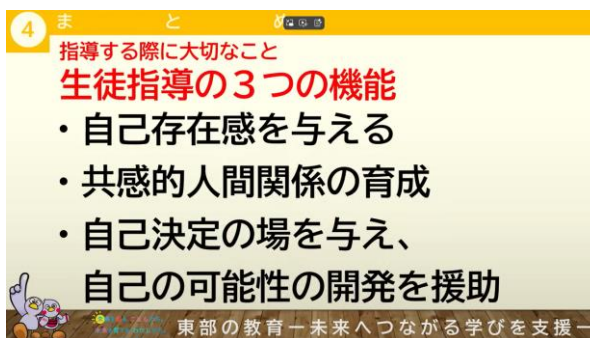 4
まとめ
指導する際に大切なこと
生徒指導の３つの機能
・自己存在感を与える
・共感的人間関係の育成
・自己決定の場を与え、
自己の可能性の開発を援助
東部の教育－未来へつながる学びを支援－